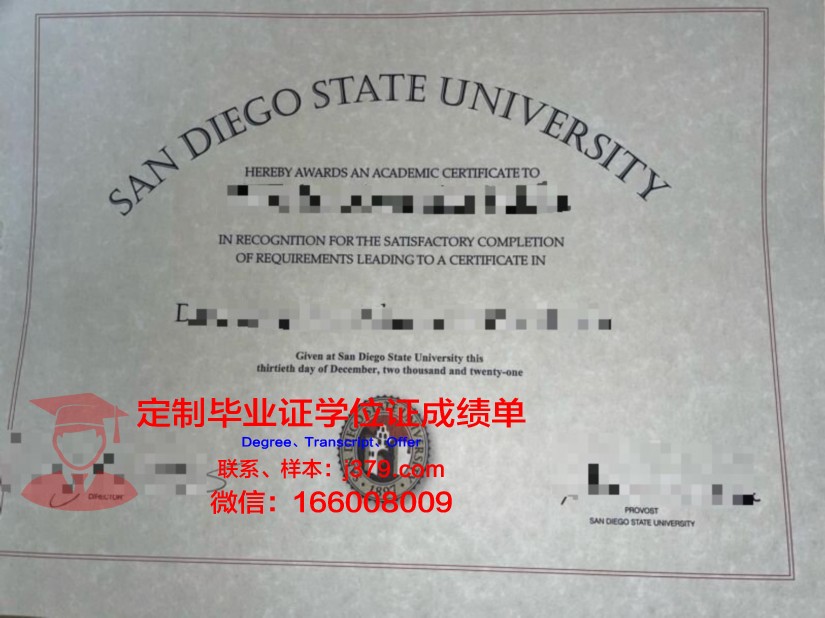 SAN DIEGO STATE UNIVERSITY
HEREBY AWARDS AN ACADEMIC CERTIFICATE TO
IN RECOGNITION FOR THE SATISFACTORY COMPLETION
OF REQUIREMENTS LEADING TO A CERTIFICATE IN
Given at San Diego State University this
thirtieth day of December, two thousand and twenty-one
定制毕业证学位证成绩单
Degree、Transcript、Offer
联系、样本：j379.com
微信：166008009
1897
DIRECTOR
PROVOST
SAN DIEGO STATE UNIVERSITY